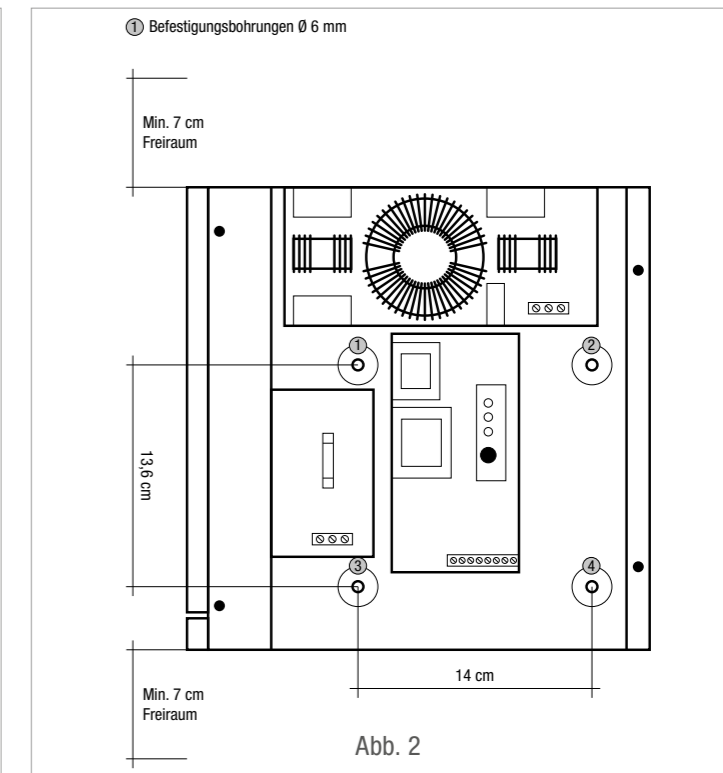 1 Befestigungsbohrungen Ø 6 mm
Min. 7 cm
Freiraum
1
2
13,6 cm
3
4
14 cm
Min. 7 cm
Freiraum
Abb. 2